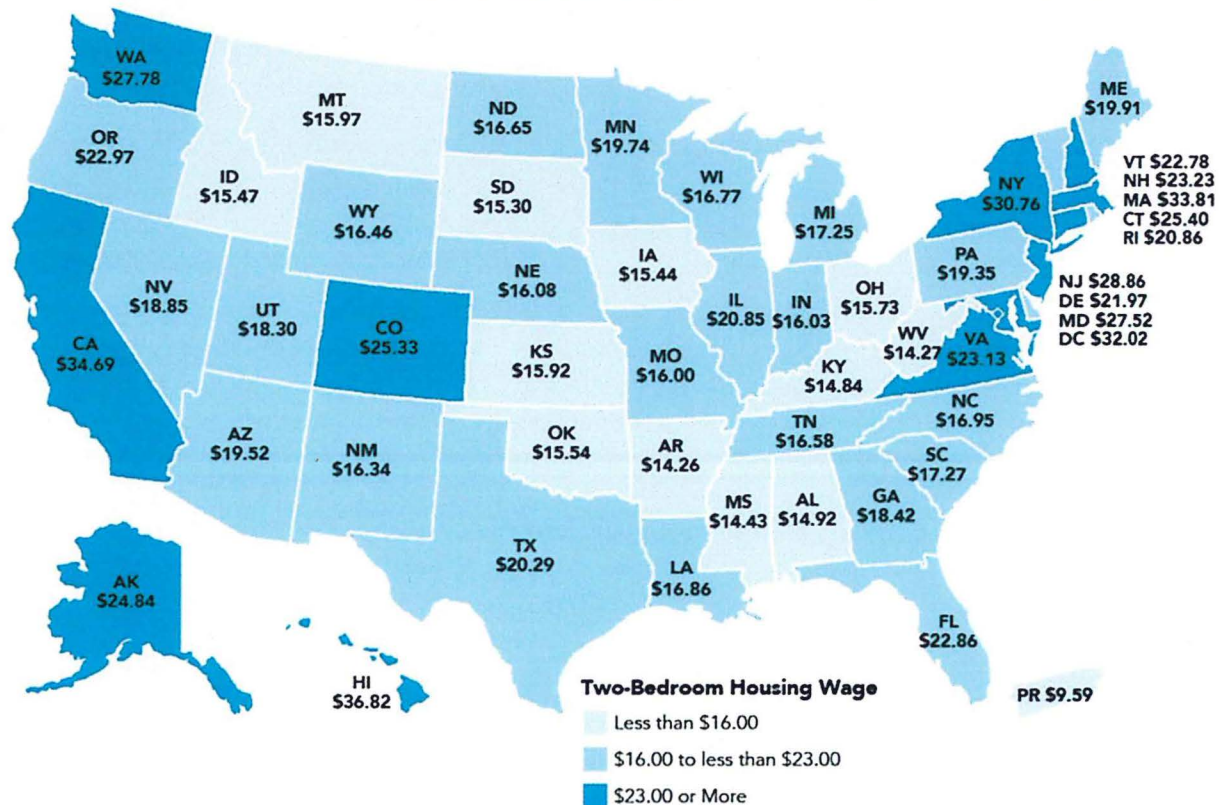 WA
$27.78
OR
$22.97
CA
$34.69
NV
$18.85
ID
$15.47
MT
$15.97
WY
$16.46
UT
$18.30
CO
$25.33
AZ
$19.52
NM
$16.34
ND
$16.65
SD
$15.30
NE
$16.08
KS
$15.92
OK
$15.54
TX
$20.29
MN
$19.74
IA
$15.44
MO
$16.00
AR
$14.26
LA
$16.86
WI
$16.77
IL
$20.85
MI
$17.25
IN
$16.03
OH
$15.73
KY
$14.84
WV
$14.27
TN
$16.58
MS
$14.43
AL
$14.92
GA
$18.42
FL
$22.86
SC
$17.27
NC
$16.95
VA
$23.13
PA
$19.35
NY
$30.76
ME
$19.91
VT $22.78
NH $23.23
MA $33.81
CT $25.40
RI $20.86
NJ $28.86
DE $21.97
MD $27.52
DC $32.02
AK
$24.84
HI
$36.82
PR $9.59
Two-Bedroom Housing Wage
Less than $16.00
$16.00 to less than $23.00
$23.00 or More